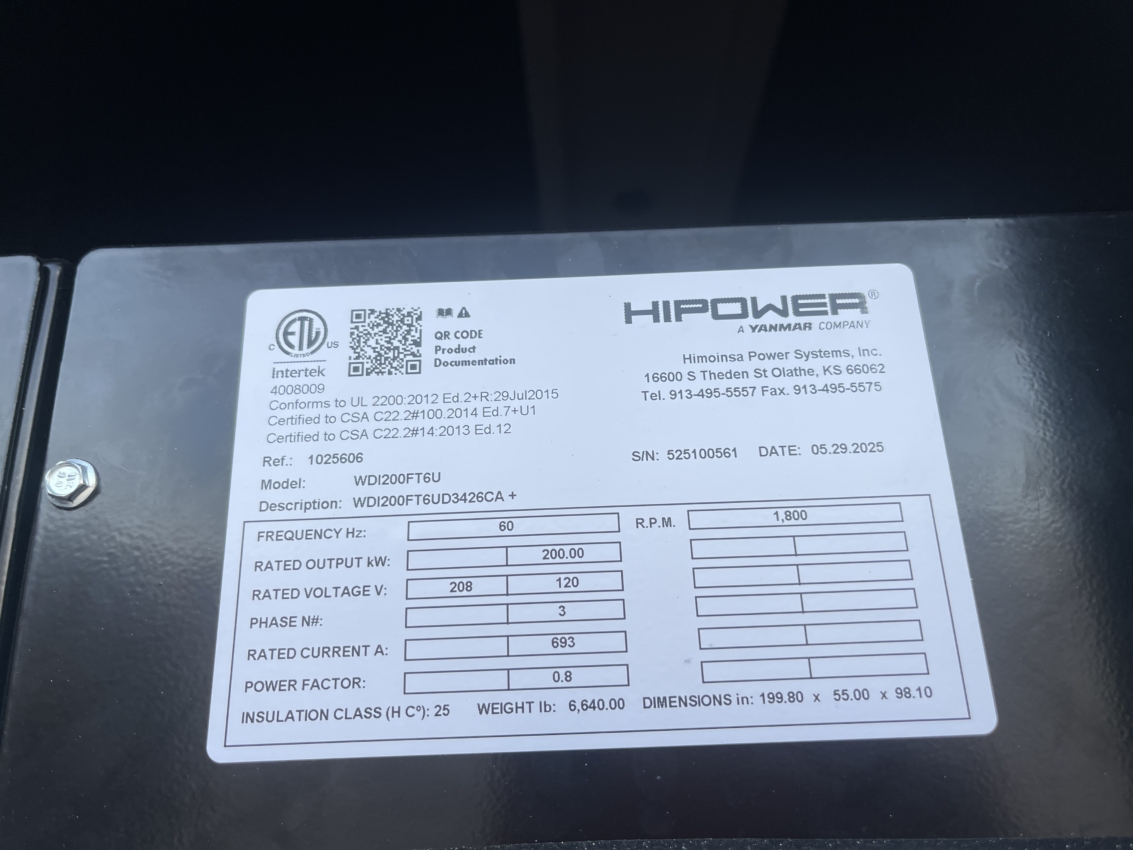 C ETL US
LISTED
Intertek
4008009
QR CODE
Product
Documentation
HIPOWER®
A YANMAR COMPANY
Himoinsa Power Systems, Inc.
16600 S Theden St Olathe, KS 66062
Tel. 913-495-5557 Fax. 913-495-5575
Conforms to UL 2200:2012 Ed.2+R:29Jul2015
Certified to CSA C22.2#100.2014 Ed.7+U1
Certified to CSA C22.2#14:2013 Ed.12
Ref.: 1025606
S/N: 525100561 DATE: 05.29.2025
Model: WDI200FT6U
Description: WDI200FT6UD3426CA +
FREQUENCY Hz: 60 R.P.M. 1,800
RATED OUTPUT kW: 200.00
RATED VOLTAGE V: 208 120
PHASE N#: 3
RATED CURRENT A: 693
POWER FACTOR: 0.8
INSULATION CLASS (H Cº): 25 WEIGHT lb: 6,640.00 DIMENSIONS in: 199.80 x 55.00 x 98.10